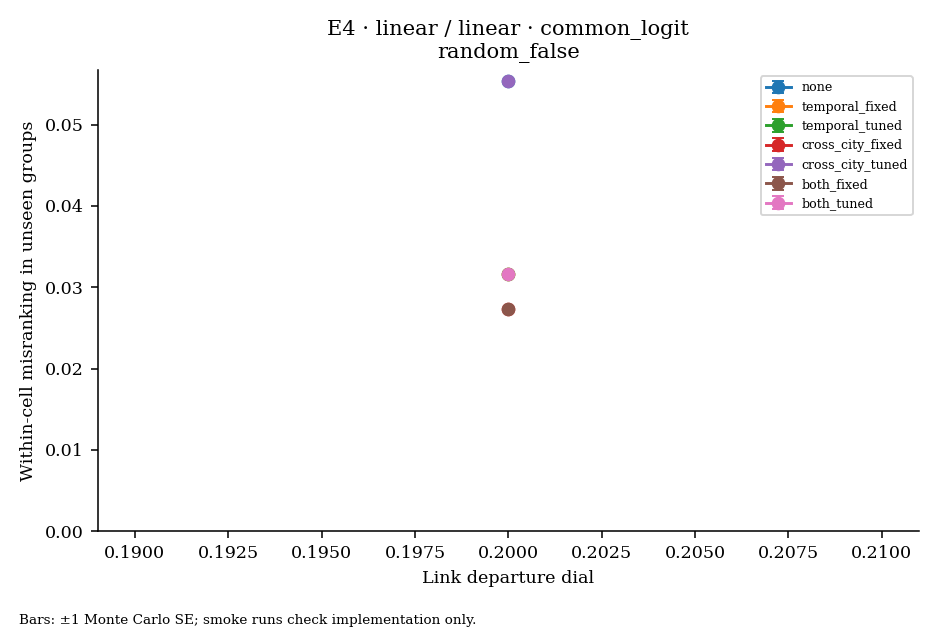 E4 · linear / linear · common_logit
random_false
none
temporal_fixed
temporal_tuned
cross_city_fixed
cross_city_tuned
both_fixed
both_tuned
Within-cell misranking in unseen groups
0.05
0.04
0.03
0.02
0.01
0.00
0.1900 0.1925 0.1950 0.1975 0.2000 0.2025 0.2050 0.2075 0.2100
Link departure dial
Bars: ±1 Monte Carlo SE; smoke runs check implementation only.